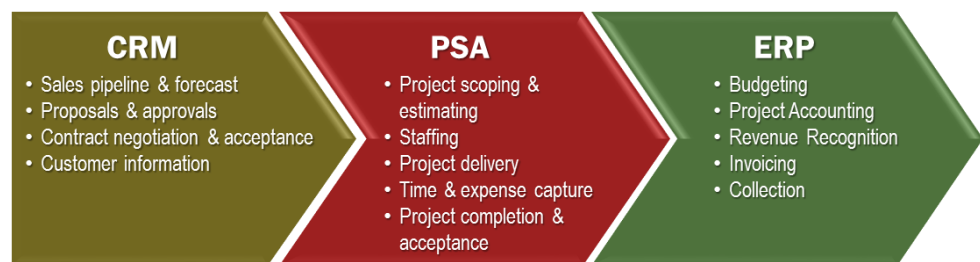 CRM
• Sales pipeline & forecast
• Proposals & approvals
• Contract negotiation & acceptance
• Customer information
PSA
• Project scoping &
estimating
• Staffing
• Project delivery
• Time & expense capture
• Project completion &
acceptance
ERP
• Budgeting
• Project Accounting
• Revenue Recognition
• Invoicing
• Collection